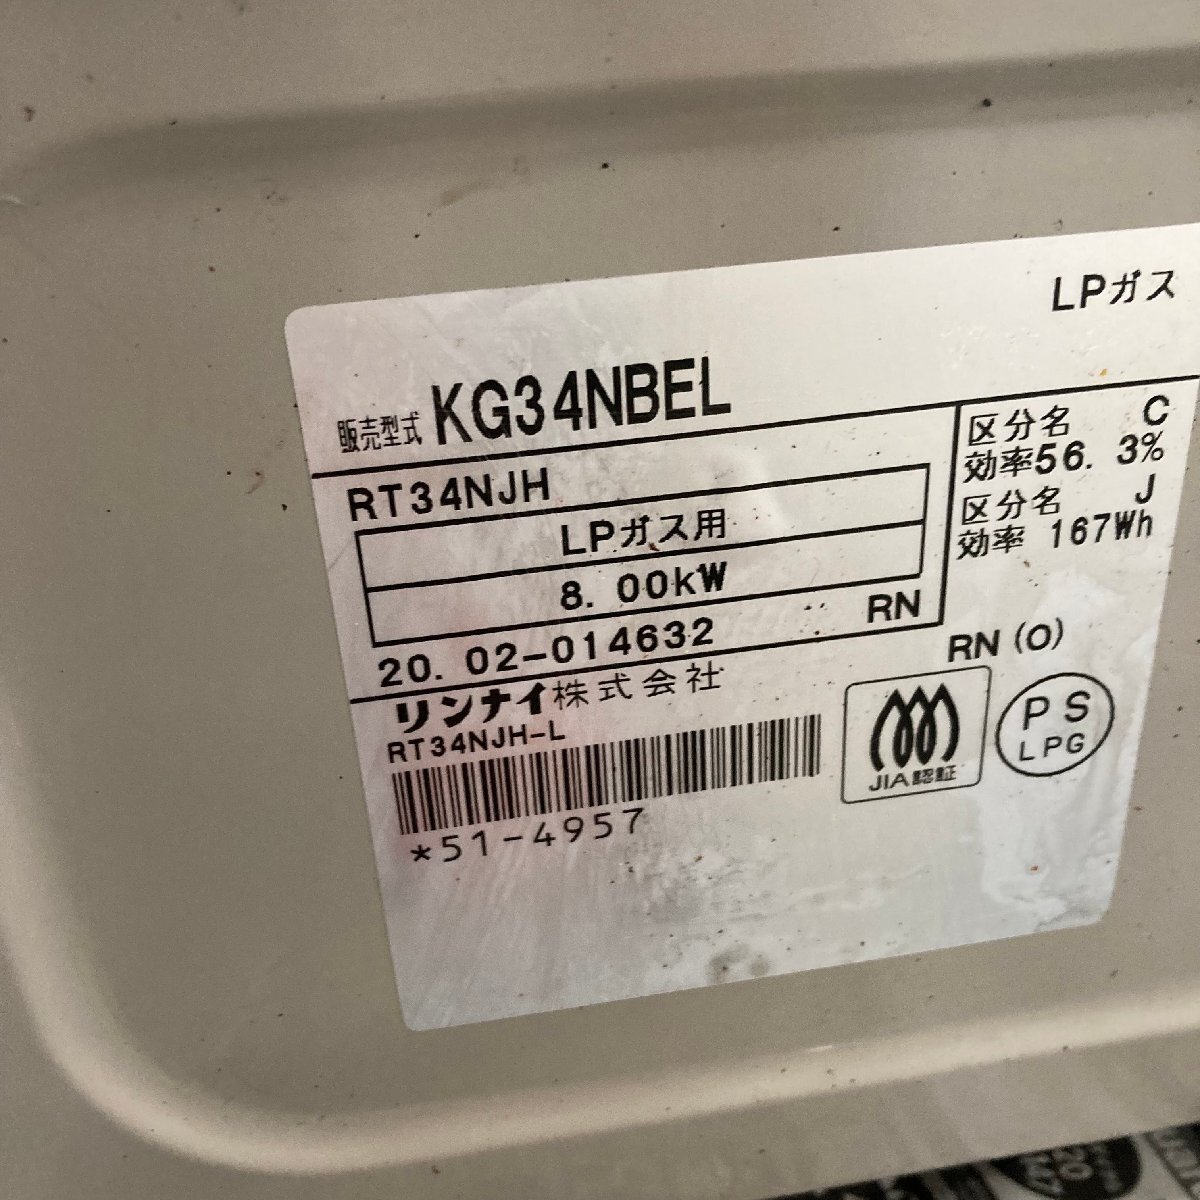 LPガス
販売型式 KG34NBEL
RT34NJH
LPガス用
8.00kW
20.02-014632 RN
区分名 C
効率56.3%
区分名 J
効率 167Wh
リンナイ株式会社
RN(O)
RT34NJH-L
*51-4957
JIA認証
PS
LPG